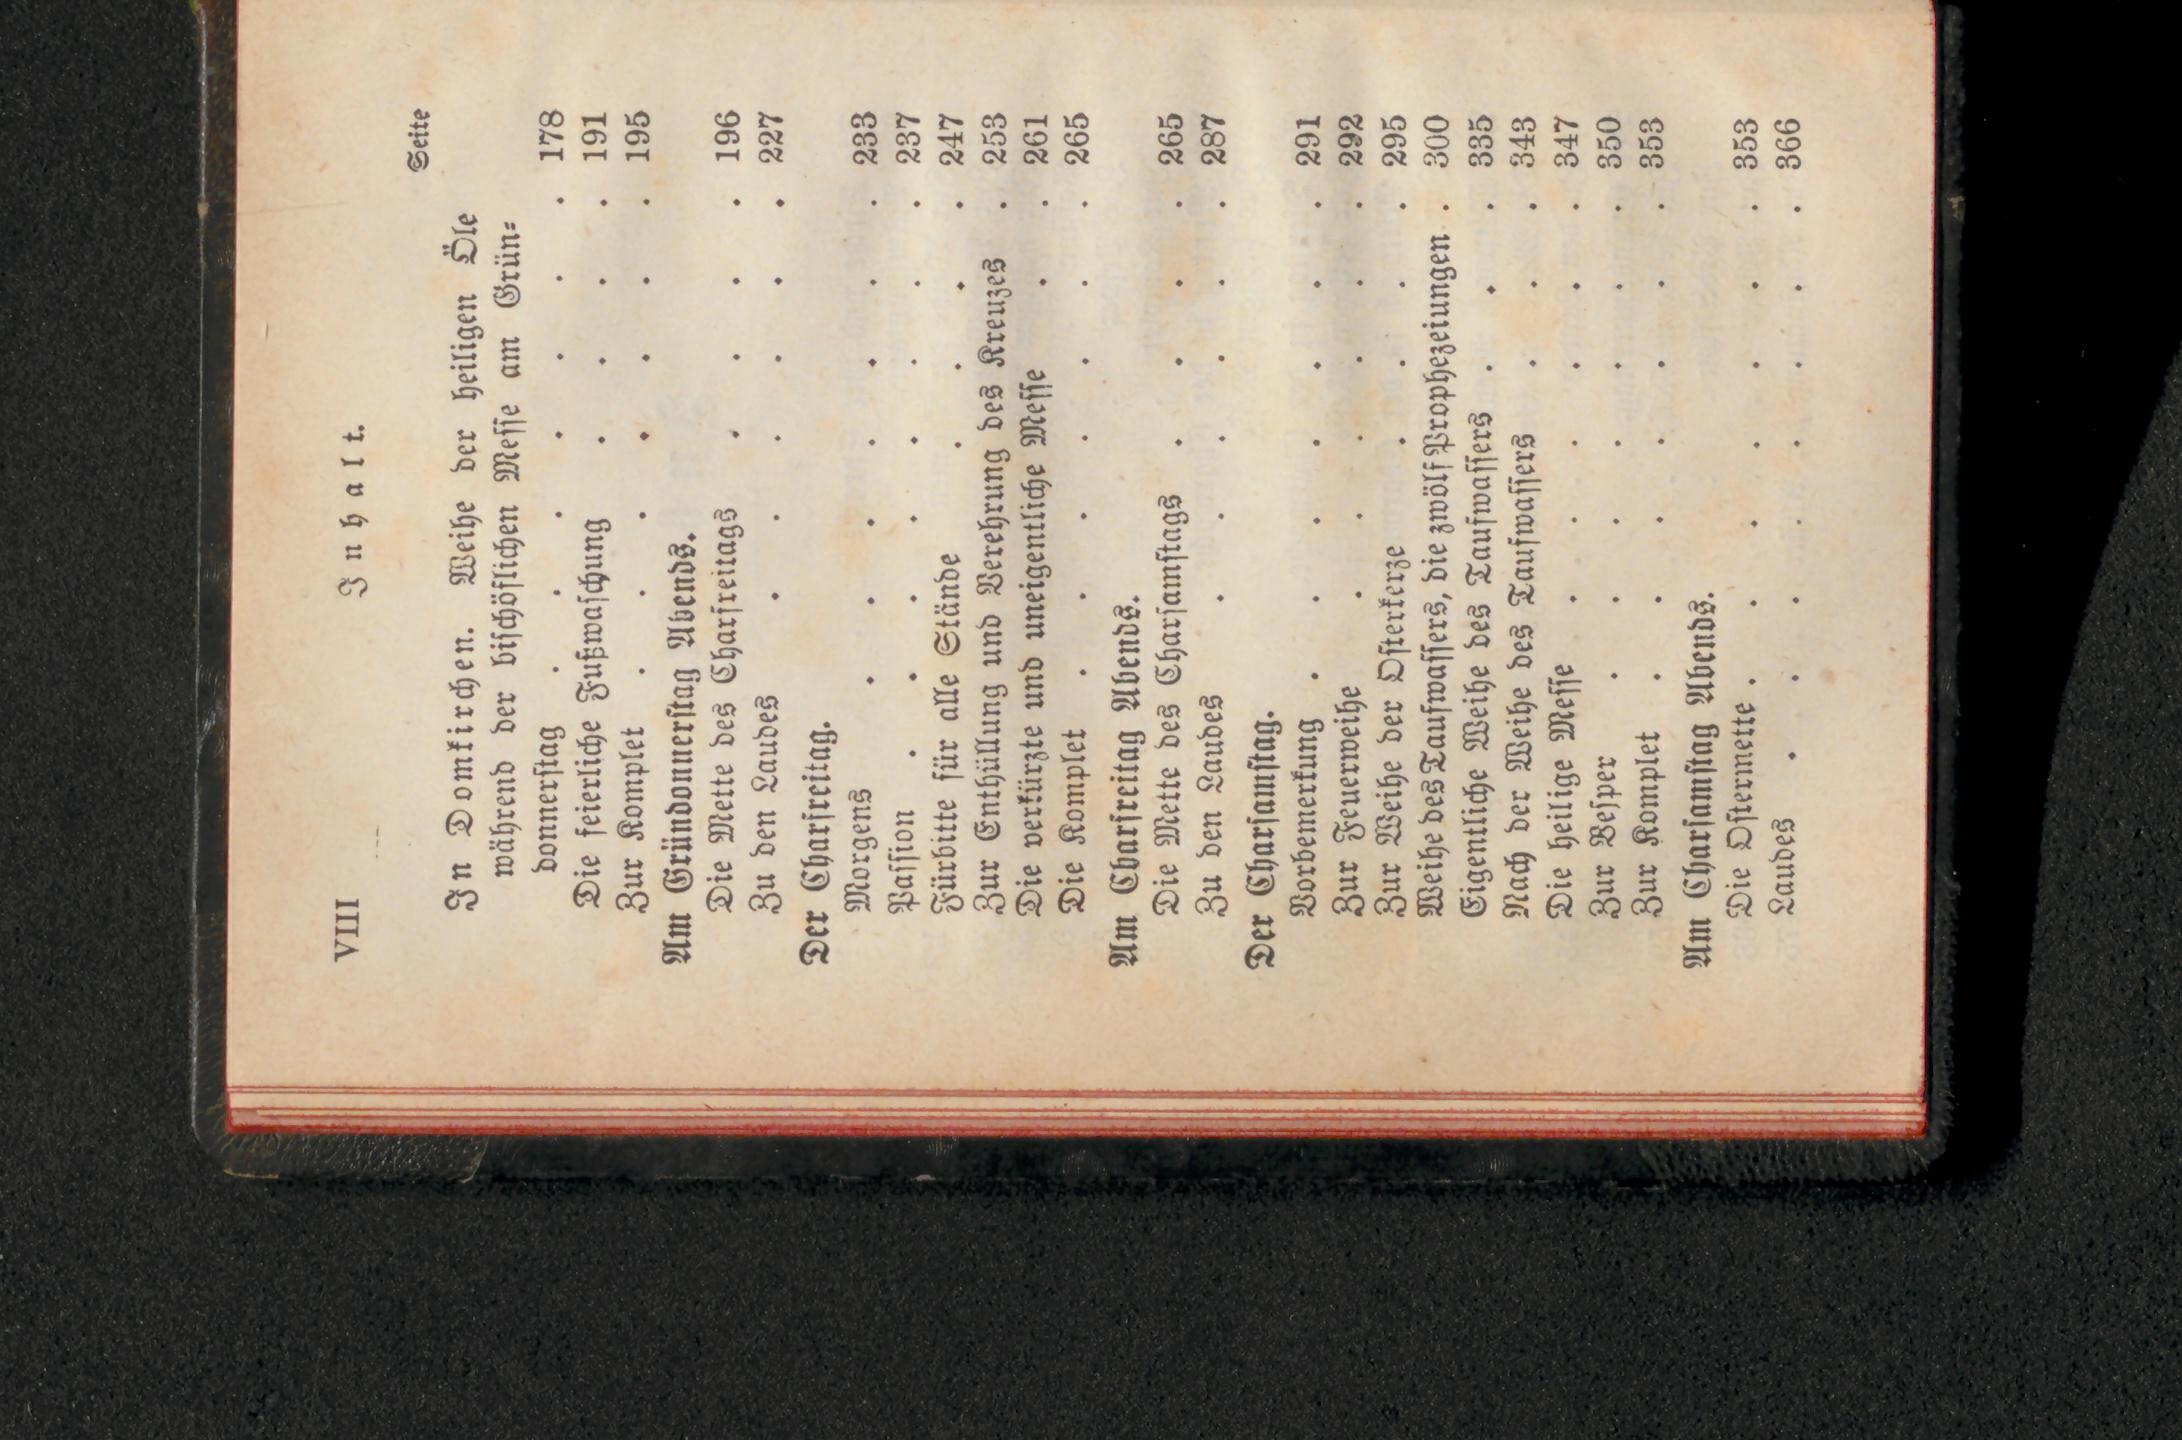 VIII Inhalt.
Seite
In Domkirchen. Weihe der heiligen Öle
während der bischöflichen Messe am Grün-
donnerstag . . . . . . . 178
Die feierliche Fußwaschung . . . . 191
Zur Komplet . . . . . . . 195
Am Gründonnerstag Abends.
Die Mette des Charfreitags . . . . 196
Zu den Laudes . . . . . . 227
Der Charfreitag.
Morgens . . . . . . . 233
Passion . . . . . . . . 237
Fürbitte für alle Stände . . . . 247
Zur Enthüllung und Verehrung des Kreuzes . 253
Die verkürzte und uneigentliche Messe . . 261
Die Komplet . . . . . . . 265
Am Charfreitag Abends.
Die Mette des Charsamstags . . . . 265
Zu den Laudes . . . . . . 287
Der Charsamstag.
Vorbemerkung . . . . . . . 291
Zur Feuerweihe . . . . . . 292
Zur Weihe der Osterkerze . . . . 295
Weihe des Taufwassers, die zwölf Prophezeiungen . 300
Eigentliche Weihe des Taufwassers . . . 335
Nach der Weihe des Taufwassers . . . 343
Die heilige Messe . . . . . . 347
Zur Vesper . . . . . . . 350
Zur Komplet . . . . . . . 353
Am Charsamstag Abends.
Die Ostermette . . . . . . . 353
Laudes . . . . . . . . 366